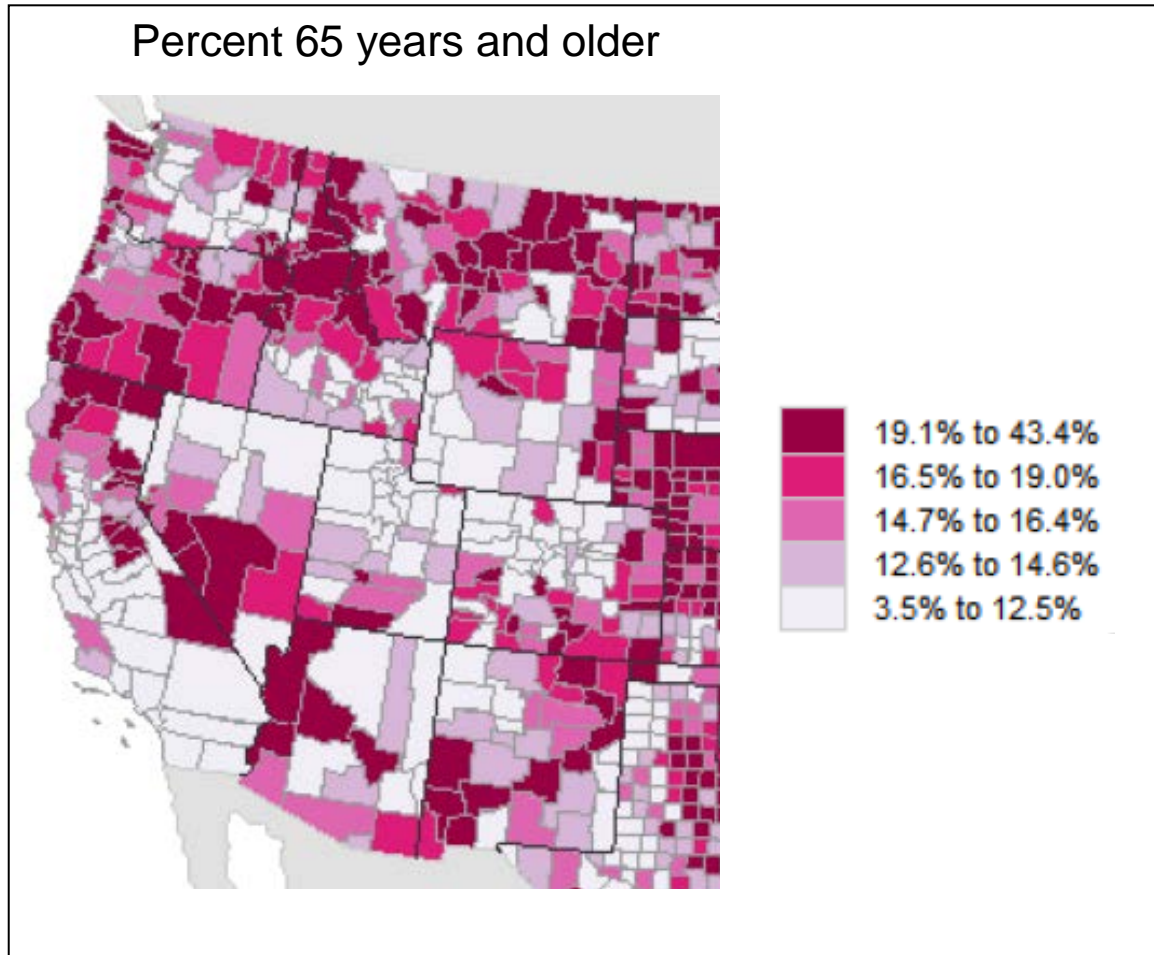 Percent 65 years and older
19.1% to 43.4%
16.5% to 19.0%
14.7% to 16.4%
12.6% to 14.6%
3.5% to 12.5%